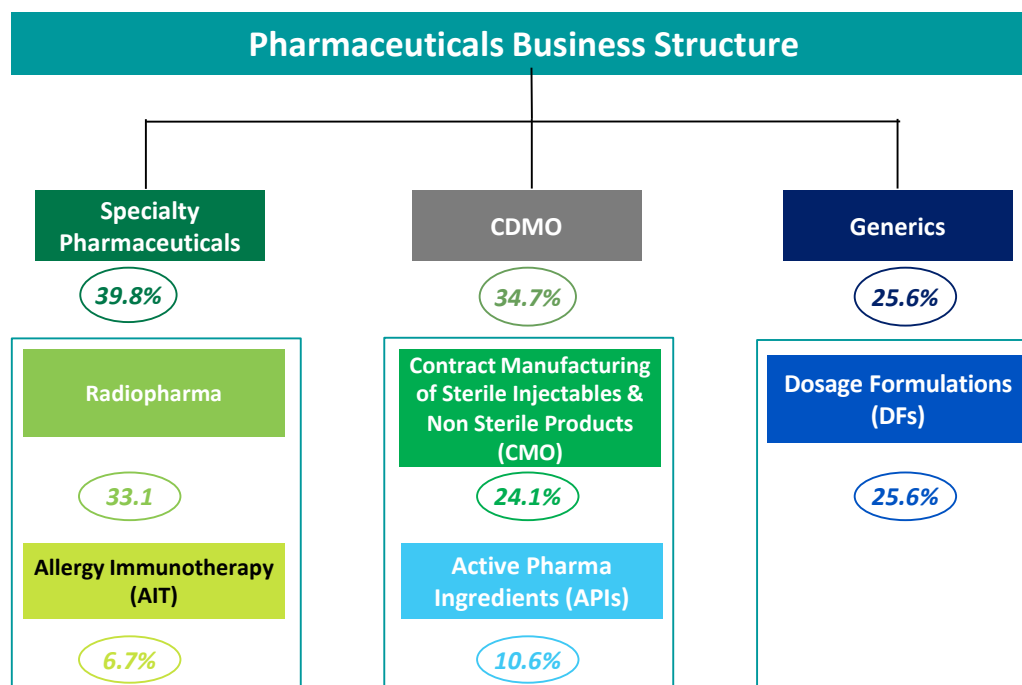 Pharmaceuticals Business Structure
Specialty
Pharmaceuticals
39.8%
CDMO
34.7%
Generics
25.6%
Radiopharma
33.1
Allergy Immunotherapy
(AIT)
6.7%
Contract Manufacturing
of Sterile Injectables &
Non Sterile Products
(CMO)
24.1%
Active Pharma
Ingredients (APIs)
10.6%
Dosage Formulations
(DFs)
25.6%